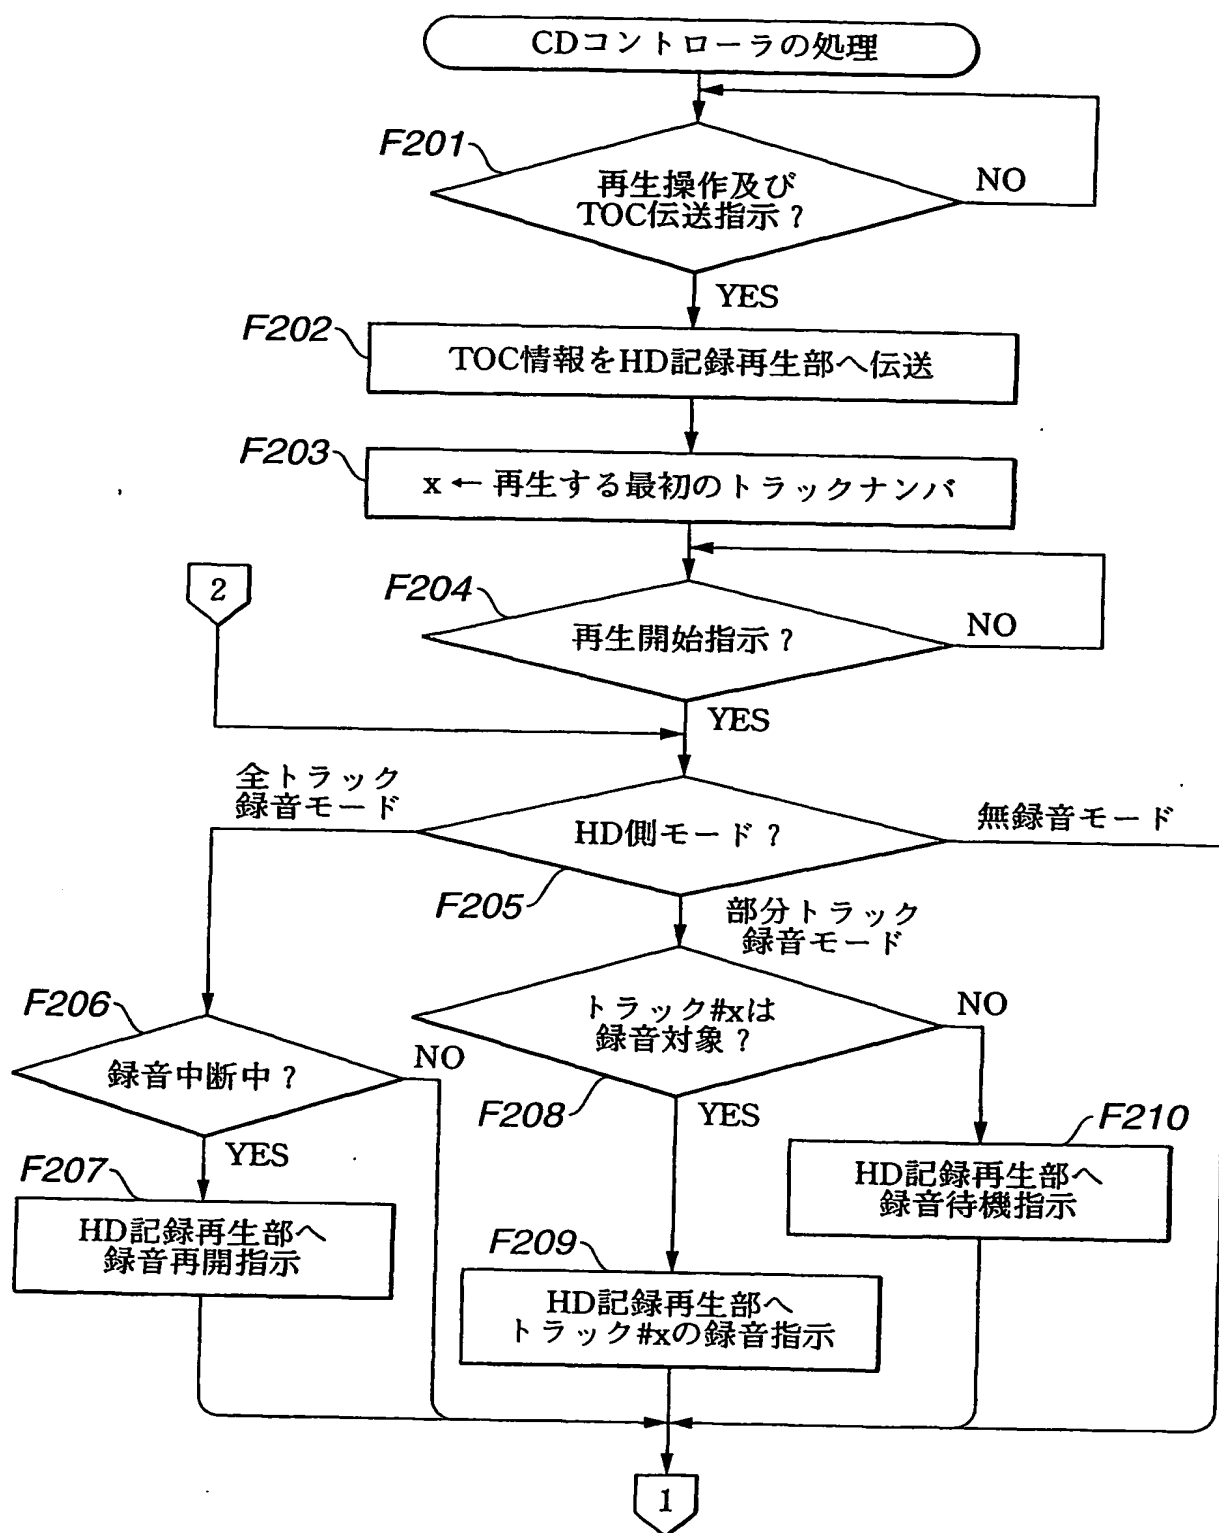 CDコントローラの処理
F201
再生操作及び
TOC伝送指示？
NO
YES
F202
TOC情報をHD記録再生部へ伝送
F203
x←再生する最初のトラックナンバ
2
F204
再生開始指示？
NO
YES
全トラック
録音モード
HD側モード？
無録音モード
F205
部分トラック
録音モード
F206
録音中断中？
NO
YES
トラック#xは
録音対象？
NO
F208
YES
F207
HD記録再生部へ
録音再開指示
F210
HD記録再生部へ
録音待機指示
F209
HD記録再生部へ
トラック#xの録音指示
1